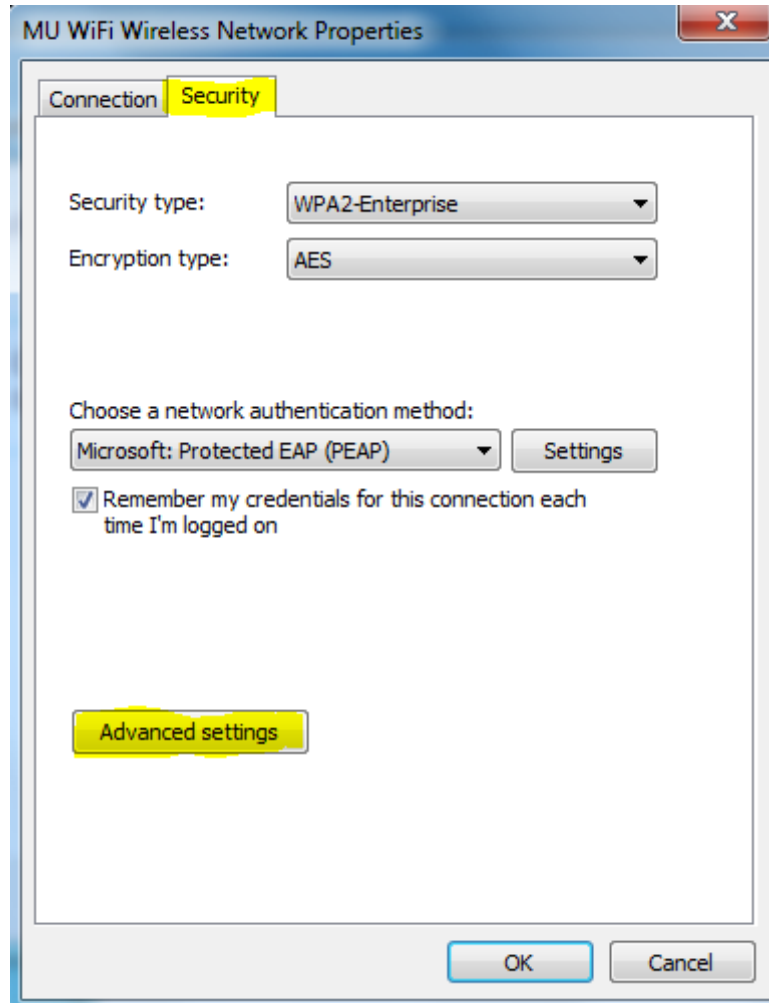 MU WiFi Wireless Network Properties
x
Connection Security
Security type: WPA2-Enterprise
Encryption type: AES
Choose a network authentication method:
Microsoft: Protected EAP (PEAP) Settings
Remember my credentials for this connection each
time I'm logged on
Advanced settings
OK Cancel